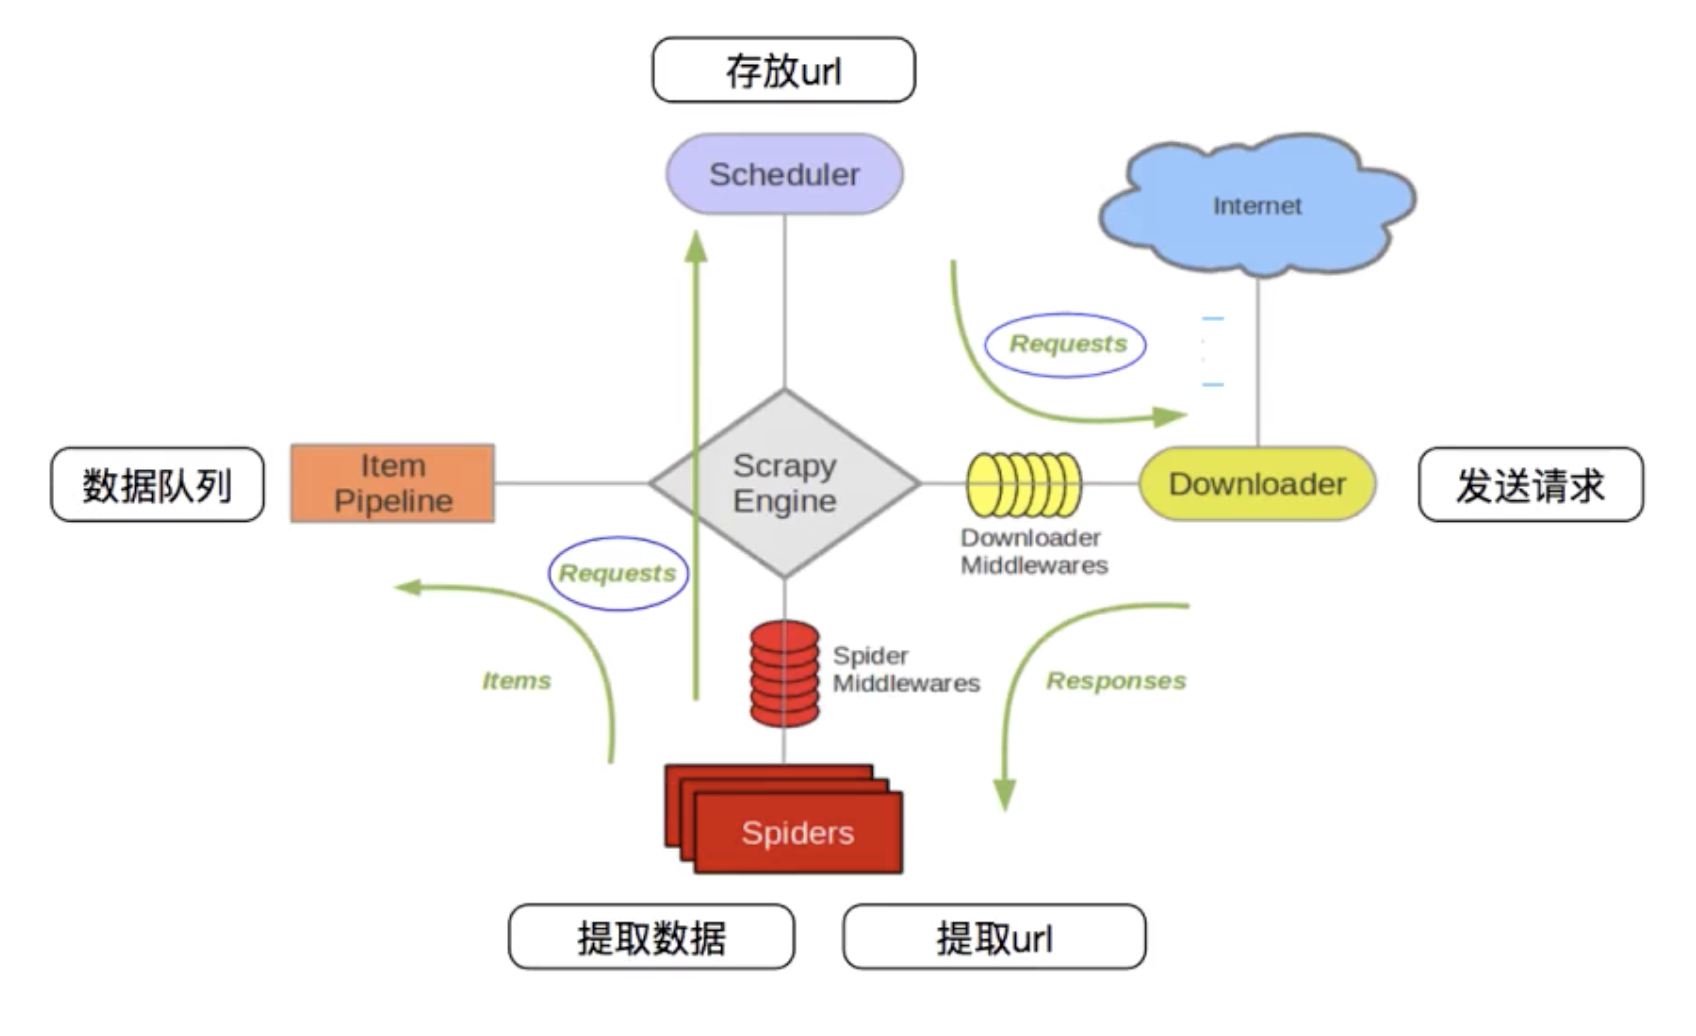 存放url
Scheduler
Internet
Requests
数据队列
Item
Pipeline
Scrapy
Engine
Downloader
发送请求
Downloader
Middlewares
Requests
Items
Spider
Middlewares
Responses
Spiders
提取数据
提取url